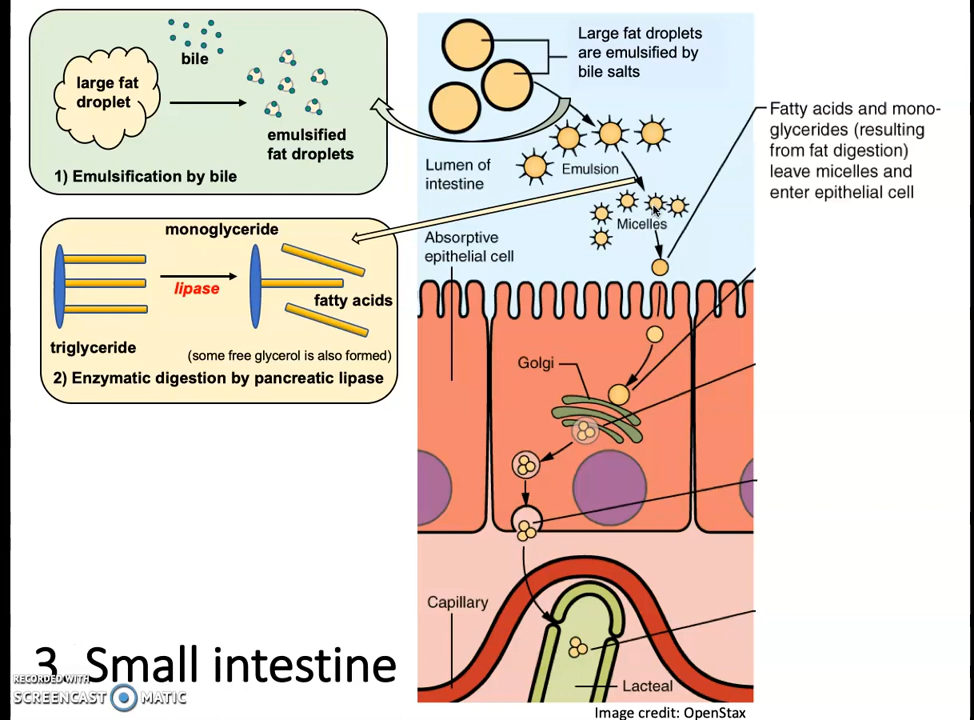 bile
large fat
droplet
emulsified
fat droplets
1) Emulsification by bile
monoglyceride
lipase
fatty acids
triglyceride
(some free glycerol is also formed)
2) Enzymatic digestion by pancreatic lipase
Large fat droplets
are emulsified by
bile salts
Lumen of
intestine
Emulsion
Micelles
Absorptive
epithelial cell
Fatty acids and mono-
glycerides (resulting
from fat digestion)
leave micelles and
enter epithelial cell
Golgi
Capillary
Lacteal
3. Small intestine
RECORDED WITH
SCREENCAST MATIC
Image credit: OpenStax